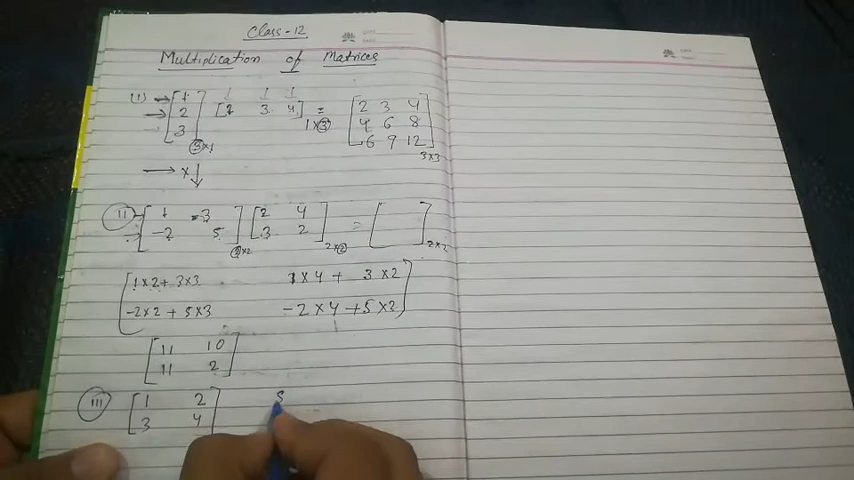 Class-12
Multiplication of Matrices
(1) → [1 2 3] 3×1 [2 3 4] 1×3 = [2 3 4
4 6 8
6 9 12] 3×3
→ × ↓
(ii) [1 3
-2 5] 2×2 [2 4
3 2] 2×2 = [ ] 2×2
[1×2+3×3 1×4+ 3×2
-2×2+5×3 -2×4+5×2]
[11 10
11 2]
(iii) [1 2
3 4] 5